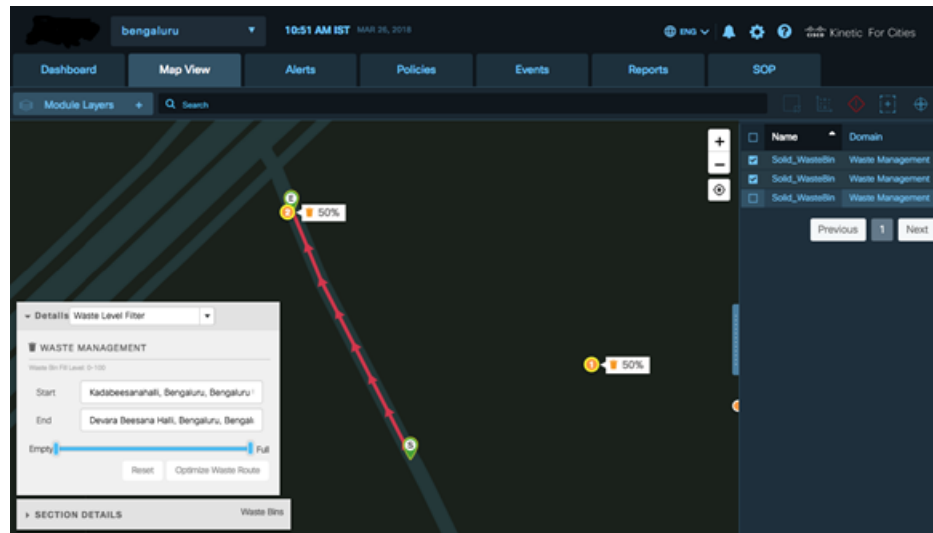 bengaluru
10:51 AM IST MAR 26, 2018
ENG
Kinetic For Cities
Dashboard Map View Alerts Policies Events Reports SOP
Module Layers + Search
Name Domain
Solid_WasteBin Waste Management
Solid_WasteBin Waste Management
Solid_WasteBin Waste Management
Previous 1 Next
+
−
E
50%
50%
S
Details Waste Level Filter
WASTE MANAGEMENT
Waste Bin Fill Level: 0-100
Start Kadabeesanahalli, Bengaluru, Bengaluru
End Devara Beesana Halli, Bengaluru, Bengal
Empty Full
Reset Optimize Waste Route
SECTION DETAILS Waste Bins